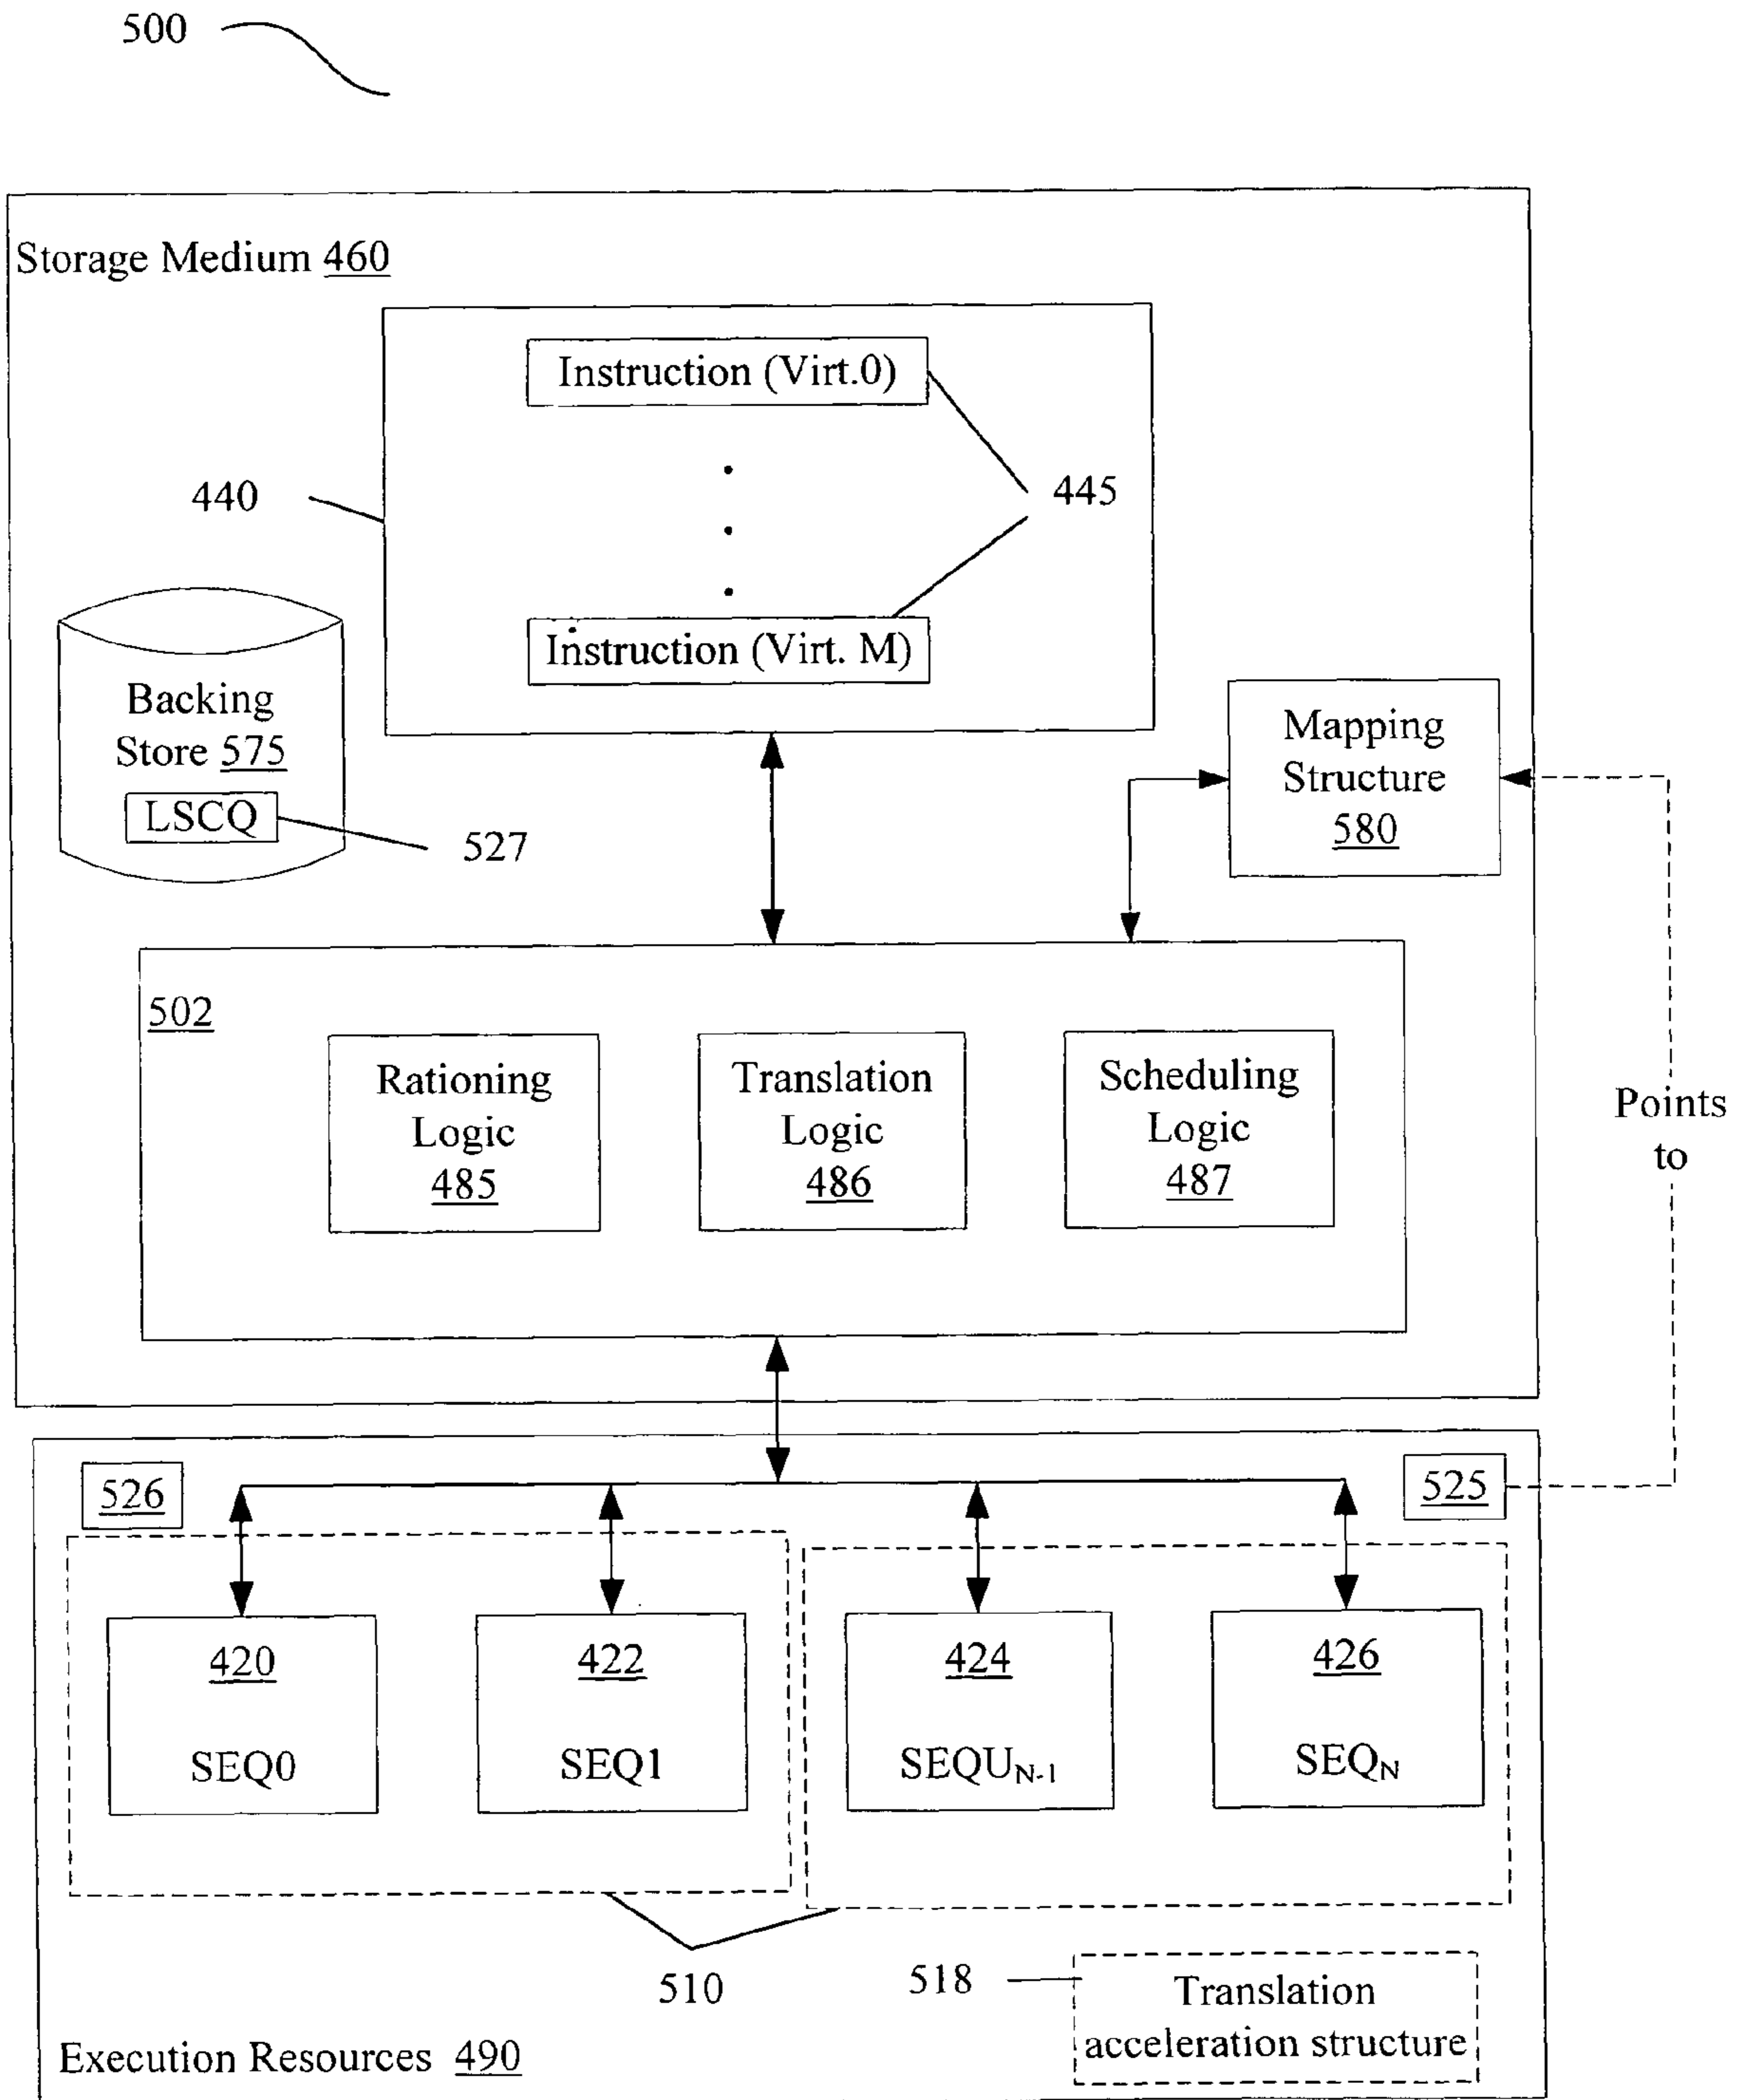 500
Storage Medium 460
Instruction (Virt.0)
440
445
Instruction (Virt. M)
Backing
Store 575
LSCQ
527
Mapping
Structure
580
502
Rationing
Logic
485
Translation
Logic
486
Scheduling
Logic
487
Points
to
526
525
420
SEQ0
422
SEQ1
424
SEQU_N-1
426
SEQ_N
510
518
Translation
acceleration structure
Execution Resources 490